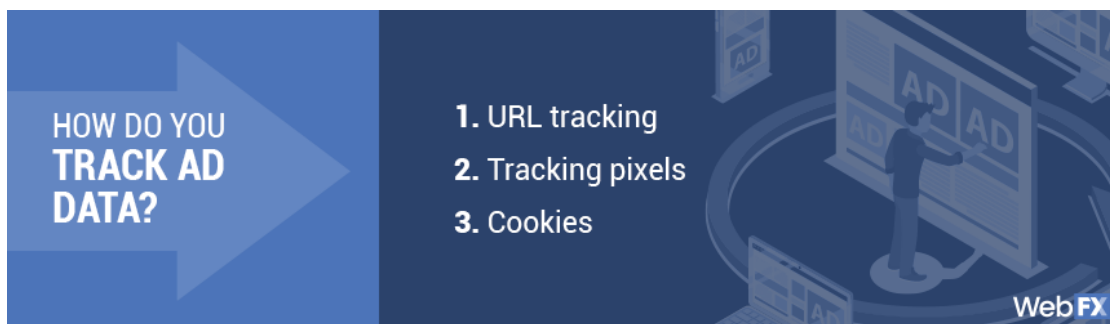 HOW DO YOU
TRACK AD
DATA?
1. URL tracking
2. Tracking pixels
3. Cookies
AD
AD
AD
AD
AD
WebFX